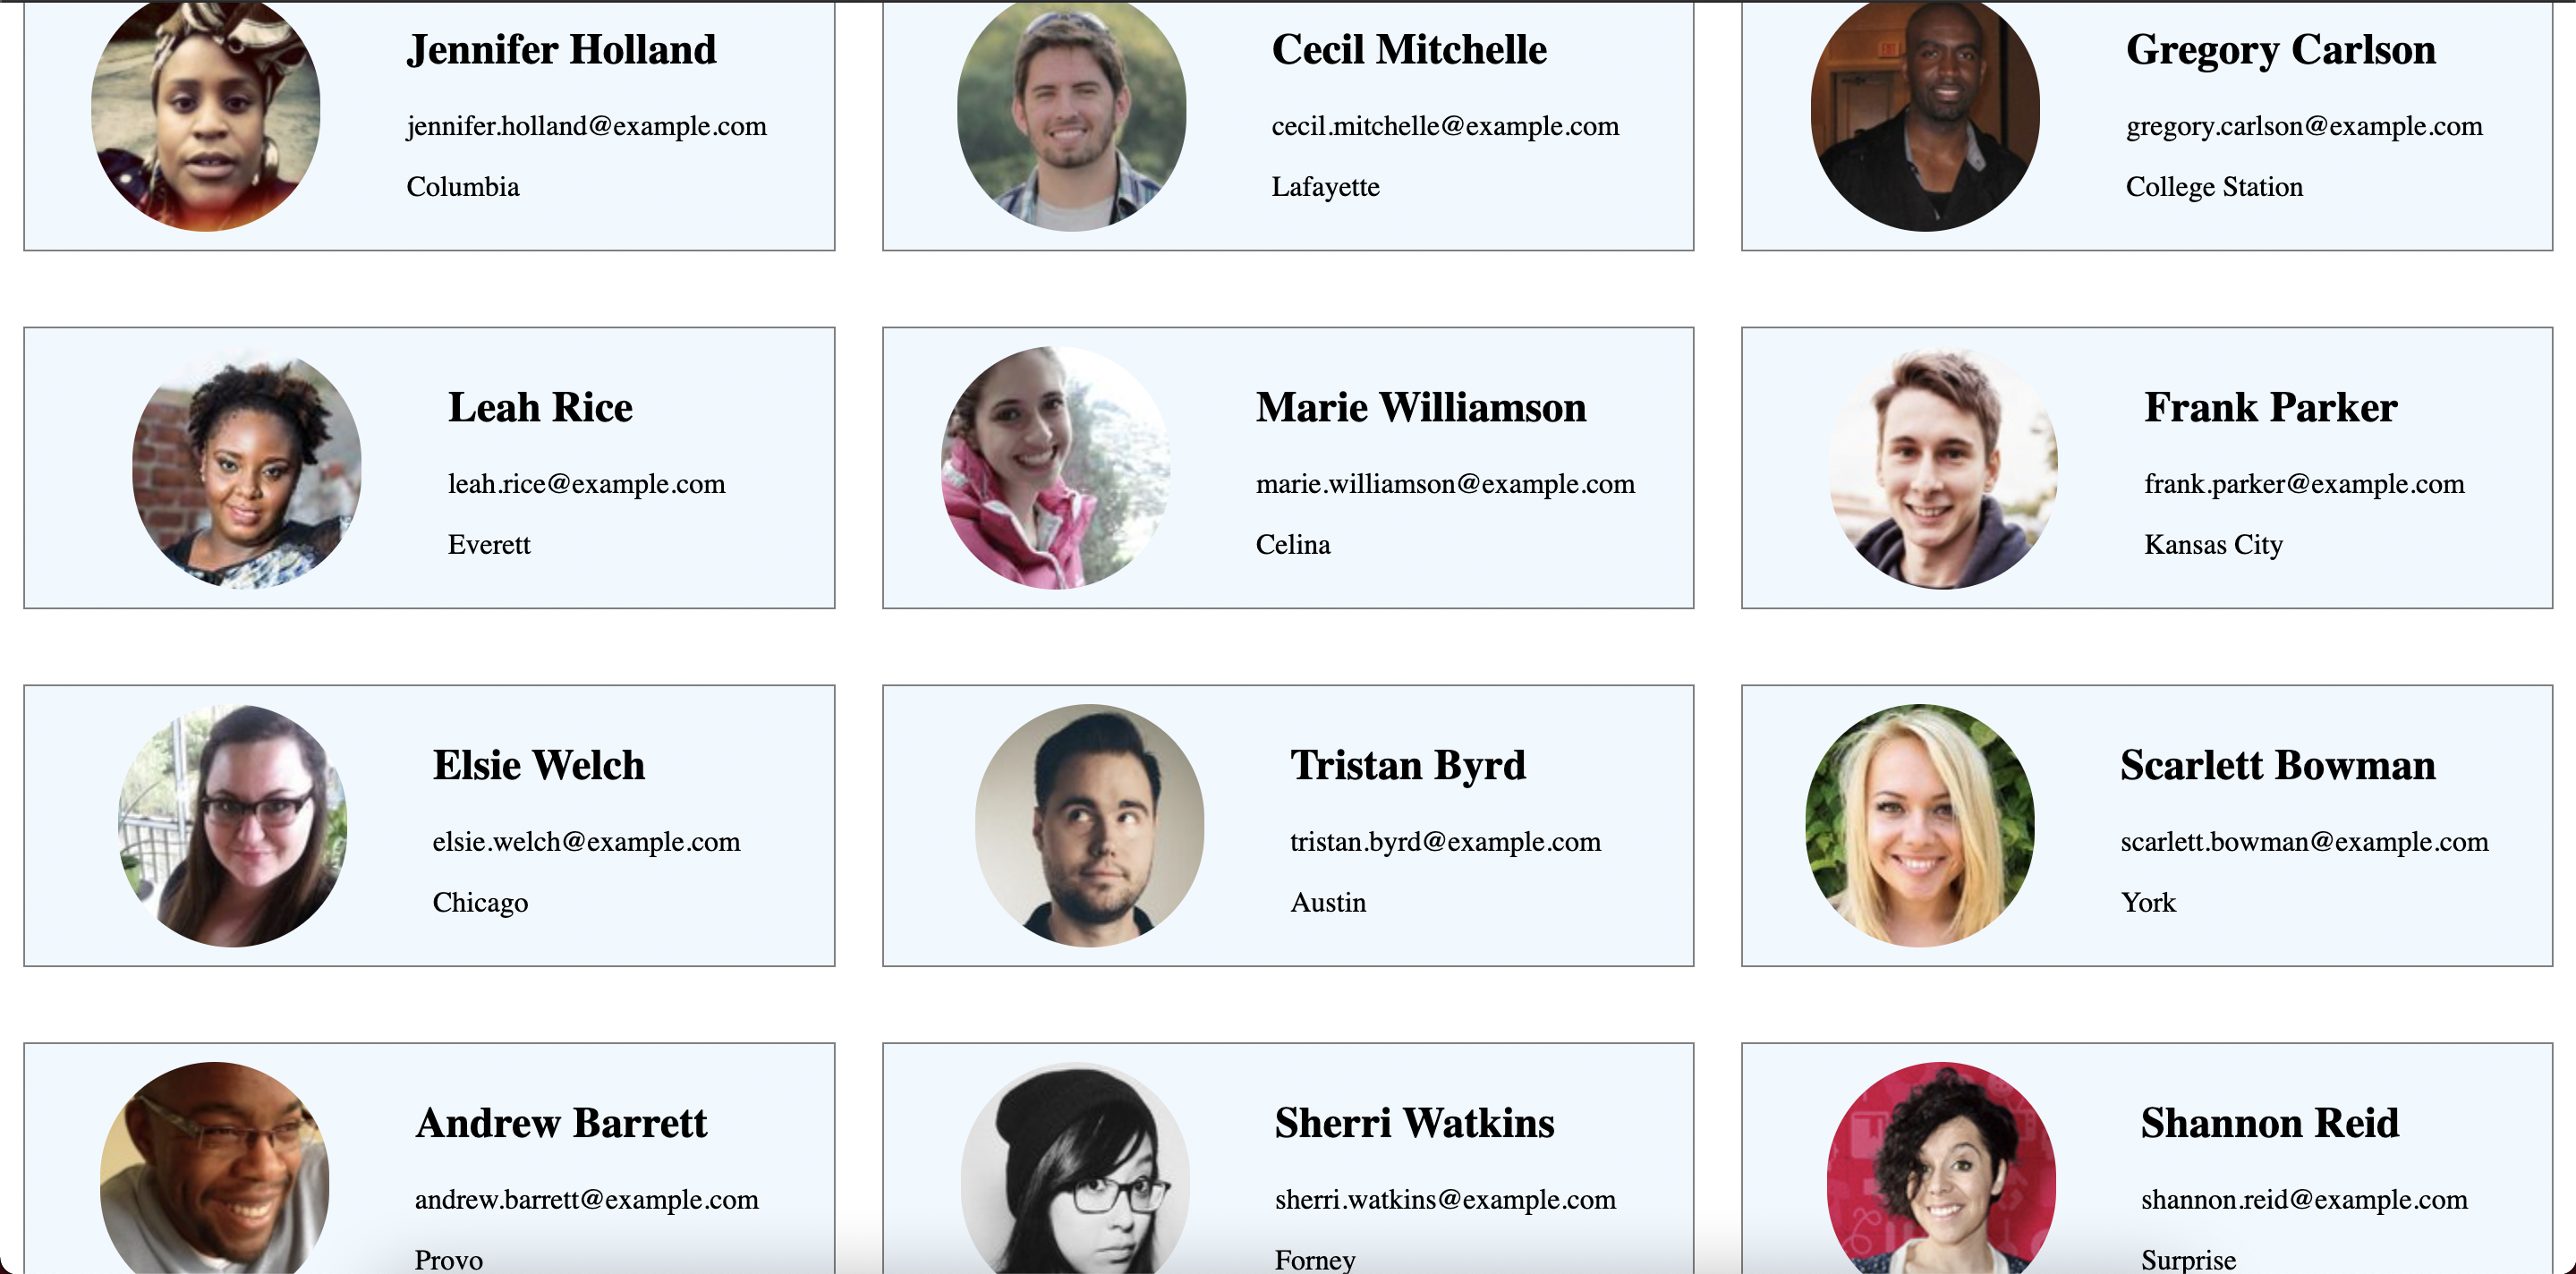 Jennifer Holland
jennifer.holland@example.com
Columbia
Cecil Mitchelle
cecil.mitchelle@example.com
Lafayette
Gregory Carlson
gregory.carlson@example.com
College Station
Leah Rice
leah.rice@example.com
Everett
Marie Williamson
marie.williamson@example.com
Celina
Frank Parker
frank.parker@example.com
Kansas City
Elsie Welch
elsie.welch@example.com
Chicago
Tristan Byrd
tristan.byrd@example.com
Austin
Scarlett Bowman
scarlett.bowman@example.com
York
Andrew Barrett
andrew.barrett@example.com
Provo
Sherri Watkins
sherri.watkins@example.com
Forney
Shannon Reid
shannon.reid@example.com
Surprise